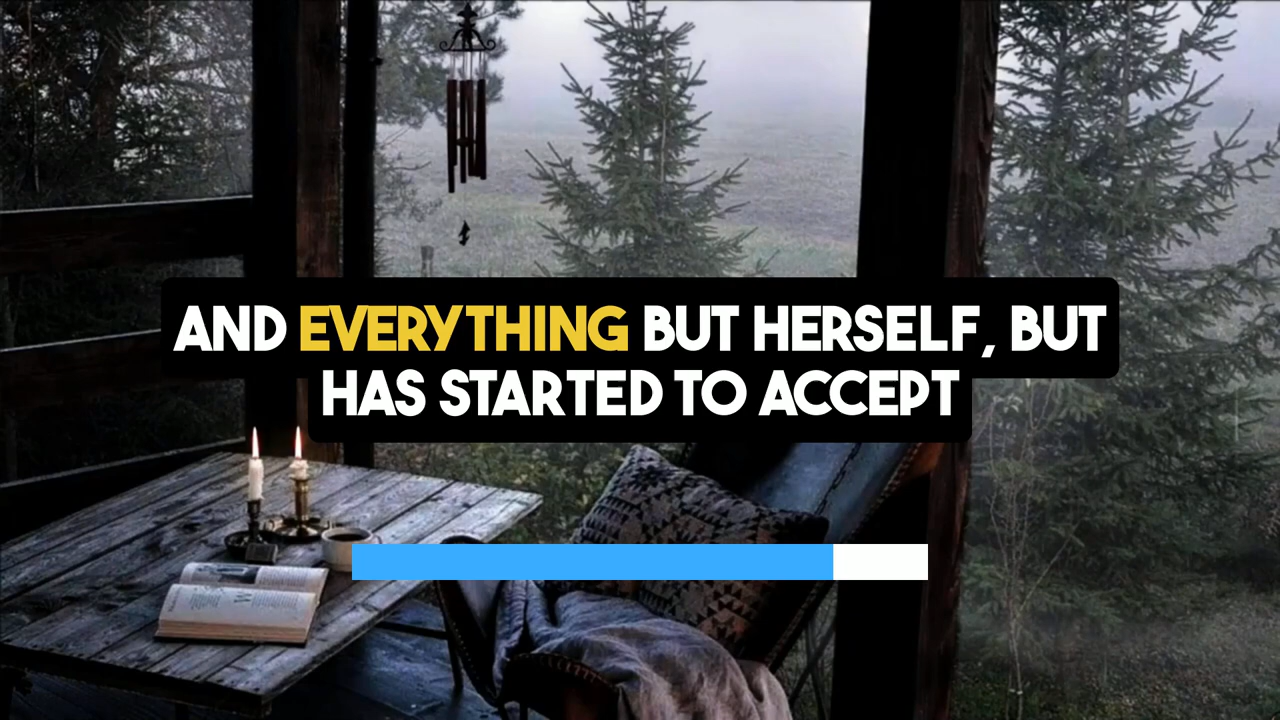 AND EVERYTHING BUT HERSELF, BUT
HAS STARTED TO ACCEPT